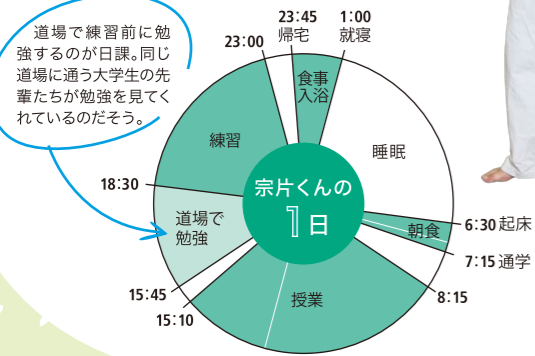 道場で練習前に勉
強するのが日課。同じ
道場に通う大学生の先
輩たちが勉強を見てく
れているのだそう。
23:45
帰宅
1:00
就寝
23:00
食事
入浴
練習
睡眠
18:30
宗片くんの
1日
道場で
勉強
朝食
6:30 起床
7:15 通学
8:15
15:45
15:10
授業